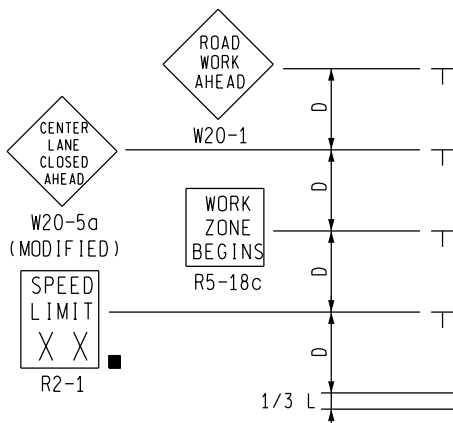 ROAD
WORK
AHEAD
W20-1
D
CENTER
LANE
CLOSED
AHEAD
W20-5a
(MODIFIED)
D
WORK
ZONE
BEGINS
R5-18c
D
SPEED
LIMIT
X X
R2-1
D
1/3 L